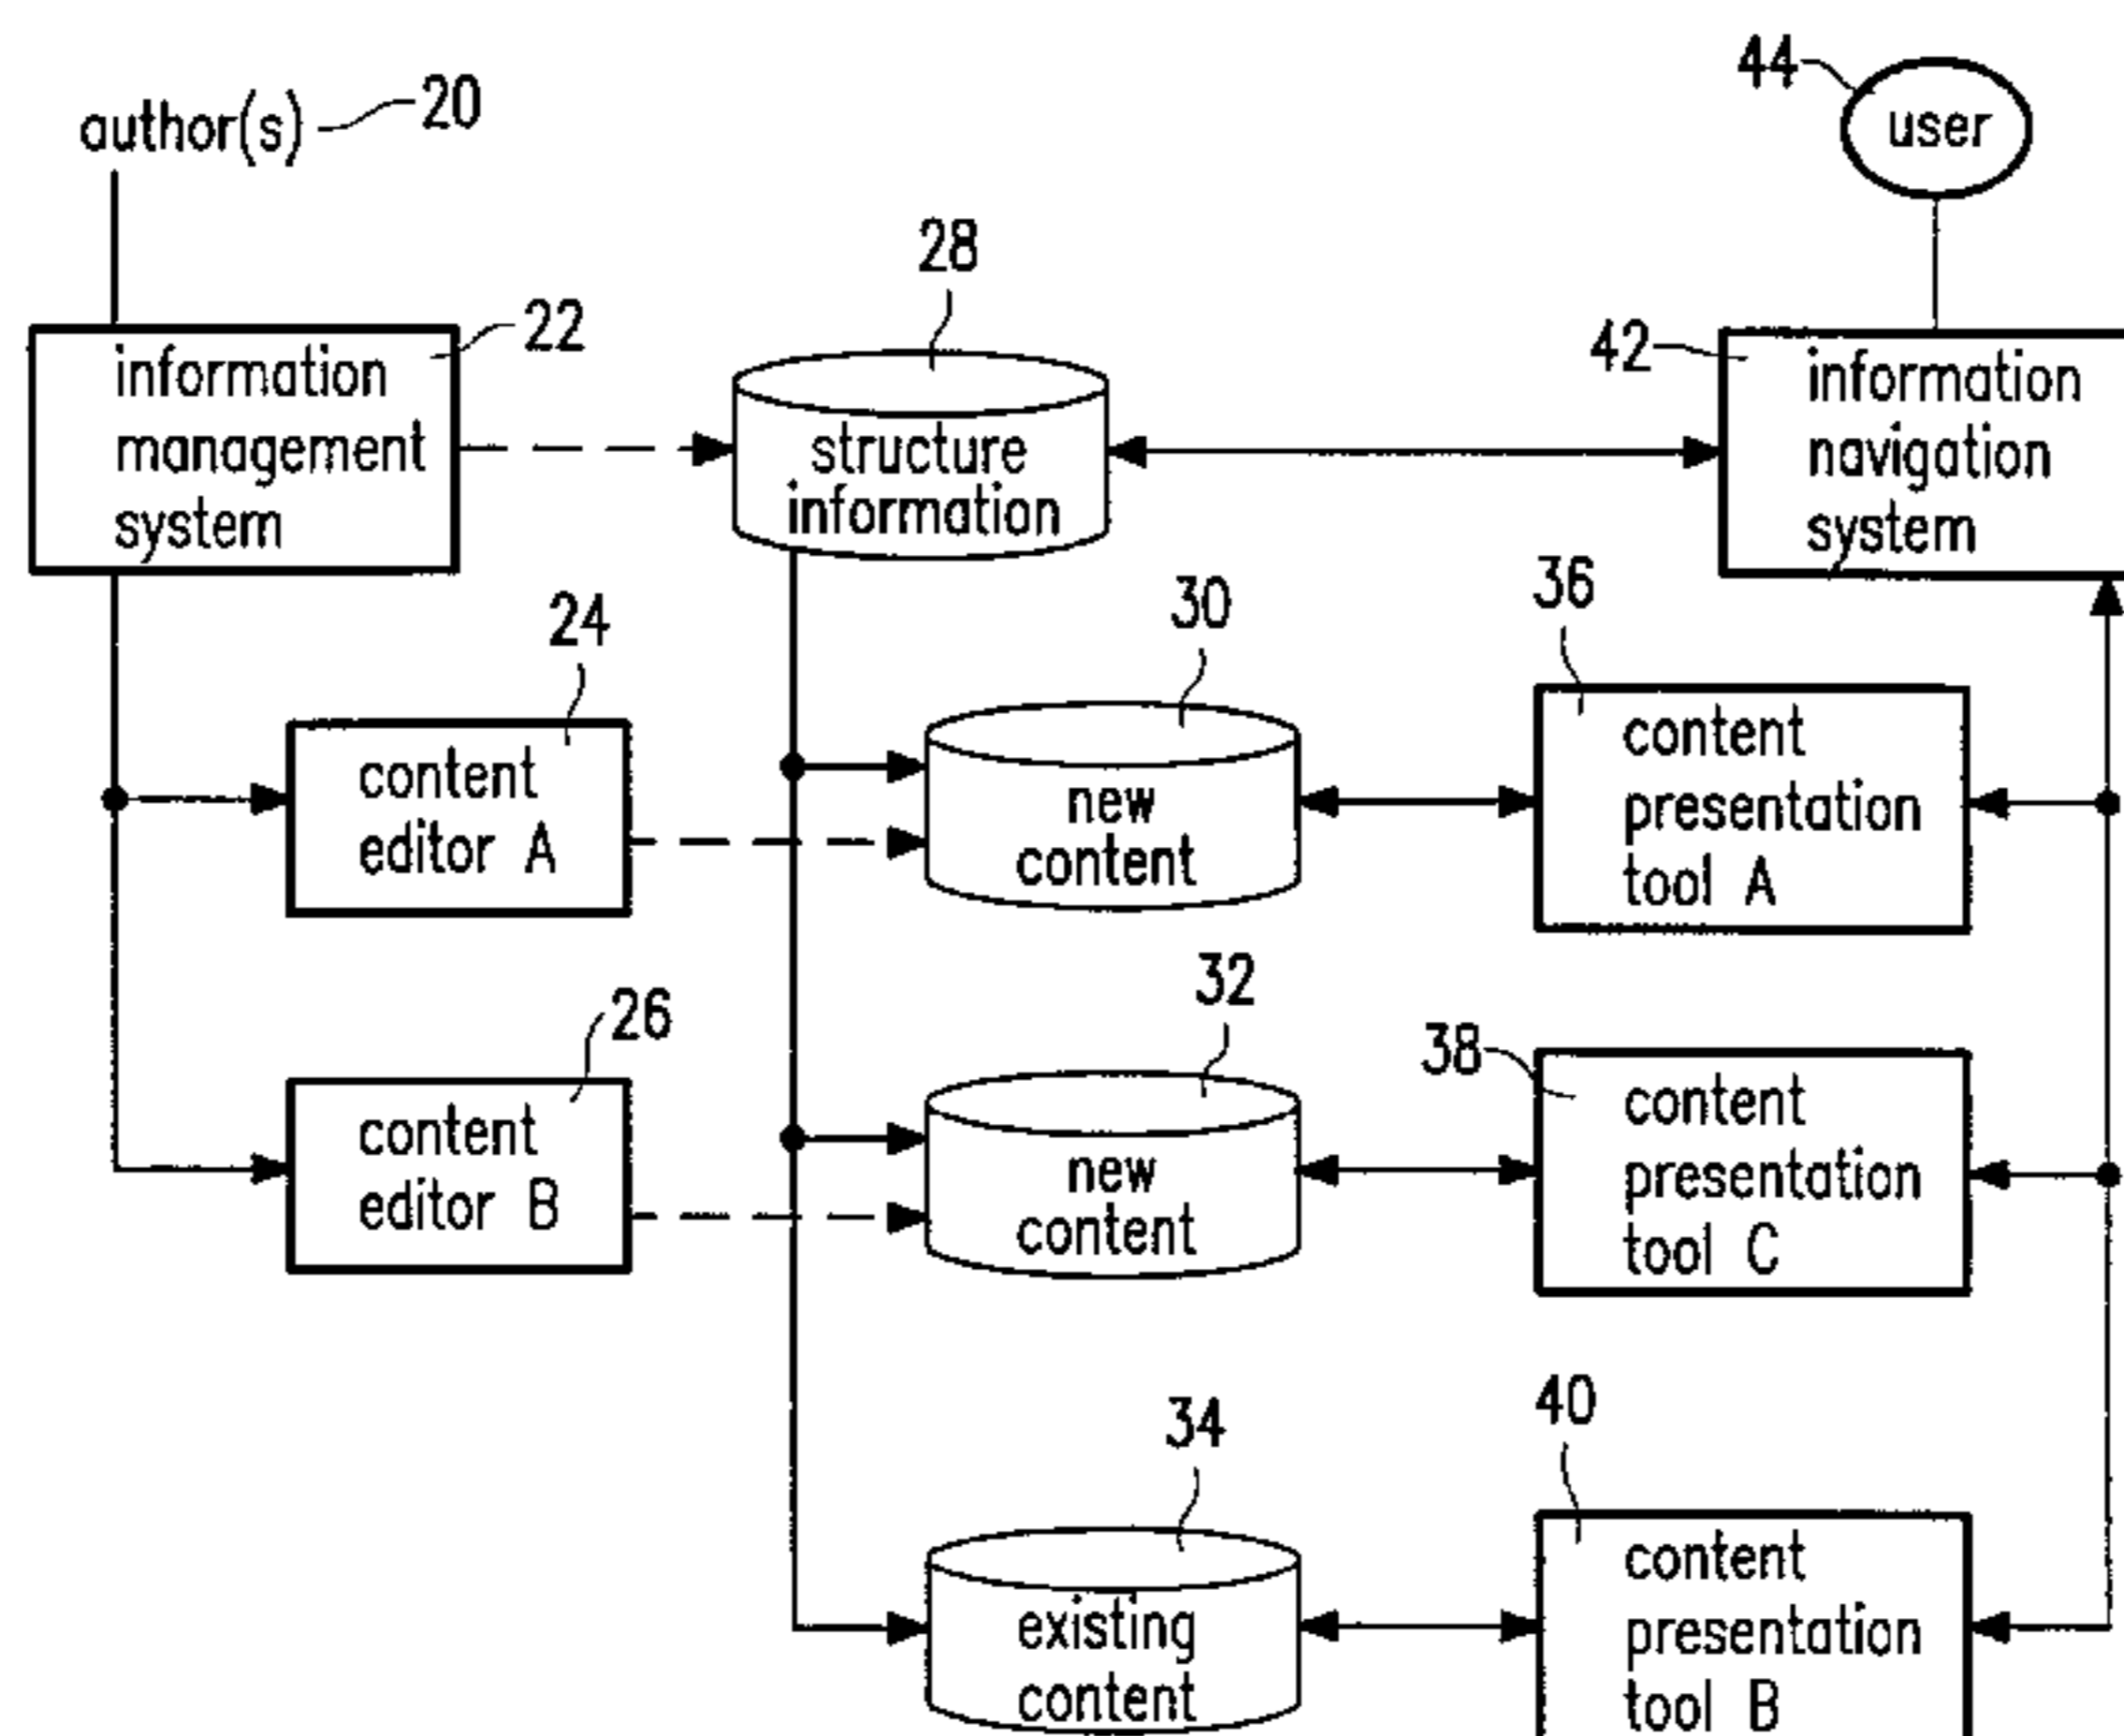 44
author(s) 20
user
28
22
information
management
system
structure
information
42
information
navigation
system
24
30
36
content
editor A
new
content
content
presentation
tool A
26
32
38
content
editor B
new
content
content
presentation
tool C
34
40
existing
content
content
presentation
tool B